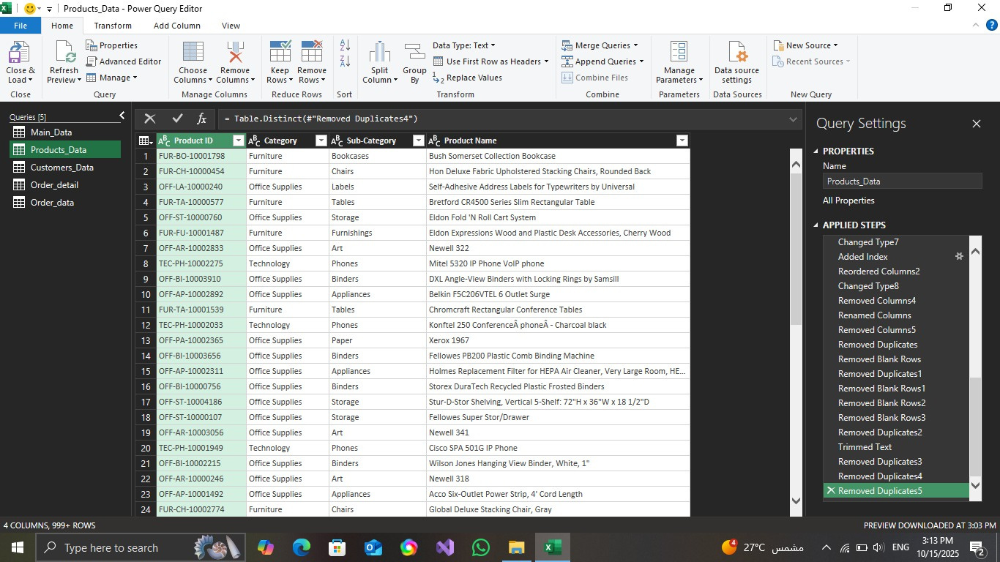 Products_Data - Power Query Editor
File Home Transform Add Column View
Close & Load
Close
Refresh Preview
Properties
Advanced Editor
Manage
Query
Choose Columns
Remove Columns
Manage Columns
Keep Rows
Remove Rows
Reduce Rows
Sort
Split Column
Group By
Data Type: Text
Use First Row as Headers
Replace Values
Transform
Merge Queries
Append Queries
Combine Files
Combine
Manage Parameters
Parameters
Data source settings
Data Sources
New Source
Recent Sources
New Query
Queries [5]
Main_Data
Products_Data
Customers_Data
Order_detail
Order_data
fx = Table.Distinct(#"Removed Duplicates4")
Product ID Category Sub-Category Product Name
1 FUR-BO-10001798 Furniture Bookcases Bush Somerset Collection Bookcase
2 FUR-CH-10000454 Furniture Chairs Hon Deluxe Fabric Upholstered Stacking Chairs, Rounded Back
3 OFF-LA-10000240 Office Supplies Labels Self-Adhesive Address Labels for Typewriters by Universal
4 FUR-TA-10000577 Furniture Tables Bretford CR4500 Series Slim Rectangular Table
5 OFF-ST-10000760 Office Supplies Storage Eldon Fold 'N Roll Cart System
6 FUR-FU-10001487 Furniture Furnishings Eldon Expressions Wood and Plastic Desk Accessories, Cherry Wood
7 OFF-AR-10002833 Office Supplies Art Newell 322
8 TEC-PH-10002275 Technology Phones Mitel 5320 IP Phone VoIP phone
9 OFF-BI-10003910 Office Supplies Binders DXL Angle-View Binders with Locking Rings by Samsill
10 OFF-AP-10002892 Office Supplies Appliances Belkin F5C206VTEL 6 Outlet Surge
11 FUR-TA-10001539 Furniture Tables Chromcraft Rectangular Conference Tables
12 TEC-PH-10002033 Technology Phones Konftel 250 ConferenceÂ phoneÂ - Charcoal black
13 OFF-PA-10002365 Office Supplies Paper Xerox 1967
14 OFF-BI-10003656 Office Supplies Binders Fellowes PB200 Plastic Comb Binding Machine
15 OFF-AP-10002311 Office Supplies Appliances Holmes Replacement Filter for HEPA Air Cleaner, Very Large Room, HE...
16 OFF-BI-10000756 Office Supplies Binders Storex DuraTech Recycled Plastic Frosted Binders
17 OFF-ST-10004186 Office Supplies Storage Stur-D-Stor Shelving, Vertical 5-Shelf: 72"H x 36"W x 18 1/2"D
18 OFF-ST-10000107 Office Supplies Storage Fellowes Super Stor/Drawer
19 OFF-AR-10003056 Office Supplies Art Newell 341
20 TEC-PH-10001949 Technology Phones Cisco SPA 501G IP Phone
21 OFF-BI-10002215 Office Supplies Binders Wilson Jones Hanging View Binder, White, 1"
22 OFF-AR-10000246 Office Supplies Art Newell 318
23 OFF-AP-10001492 Office Supplies Appliances Acco Six-Outlet Power Strip, 4' Cord Length
24 FUR-CH-10002774 Furniture Chairs Global Deluxe Stacking Chair, Gray
Query Settings
PROPERTIES
Name
Products_Data
All Properties
APPLIED STEPS
Changed Type7
Added Index
Reordered Columns2
Changed Type8
Removed Columns4
Renamed Columns
Removed Columns5
Removed Duplicates
Removed Blank Rows
Removed Duplicates1
Removed Blank Rows1
Removed Blank Rows2
Removed Blank Rows3
Removed Duplicates2
Trimmed Text
Removed Duplicates3
Removed Duplicates4
Removed Duplicates5
4 COLUMNS, 999+ ROWS
PREVIEW DOWNLOADED AT 3:03 PM
Type here to search
4
27°C مشمس
ENG
3:13 PM
10/15/2025
2